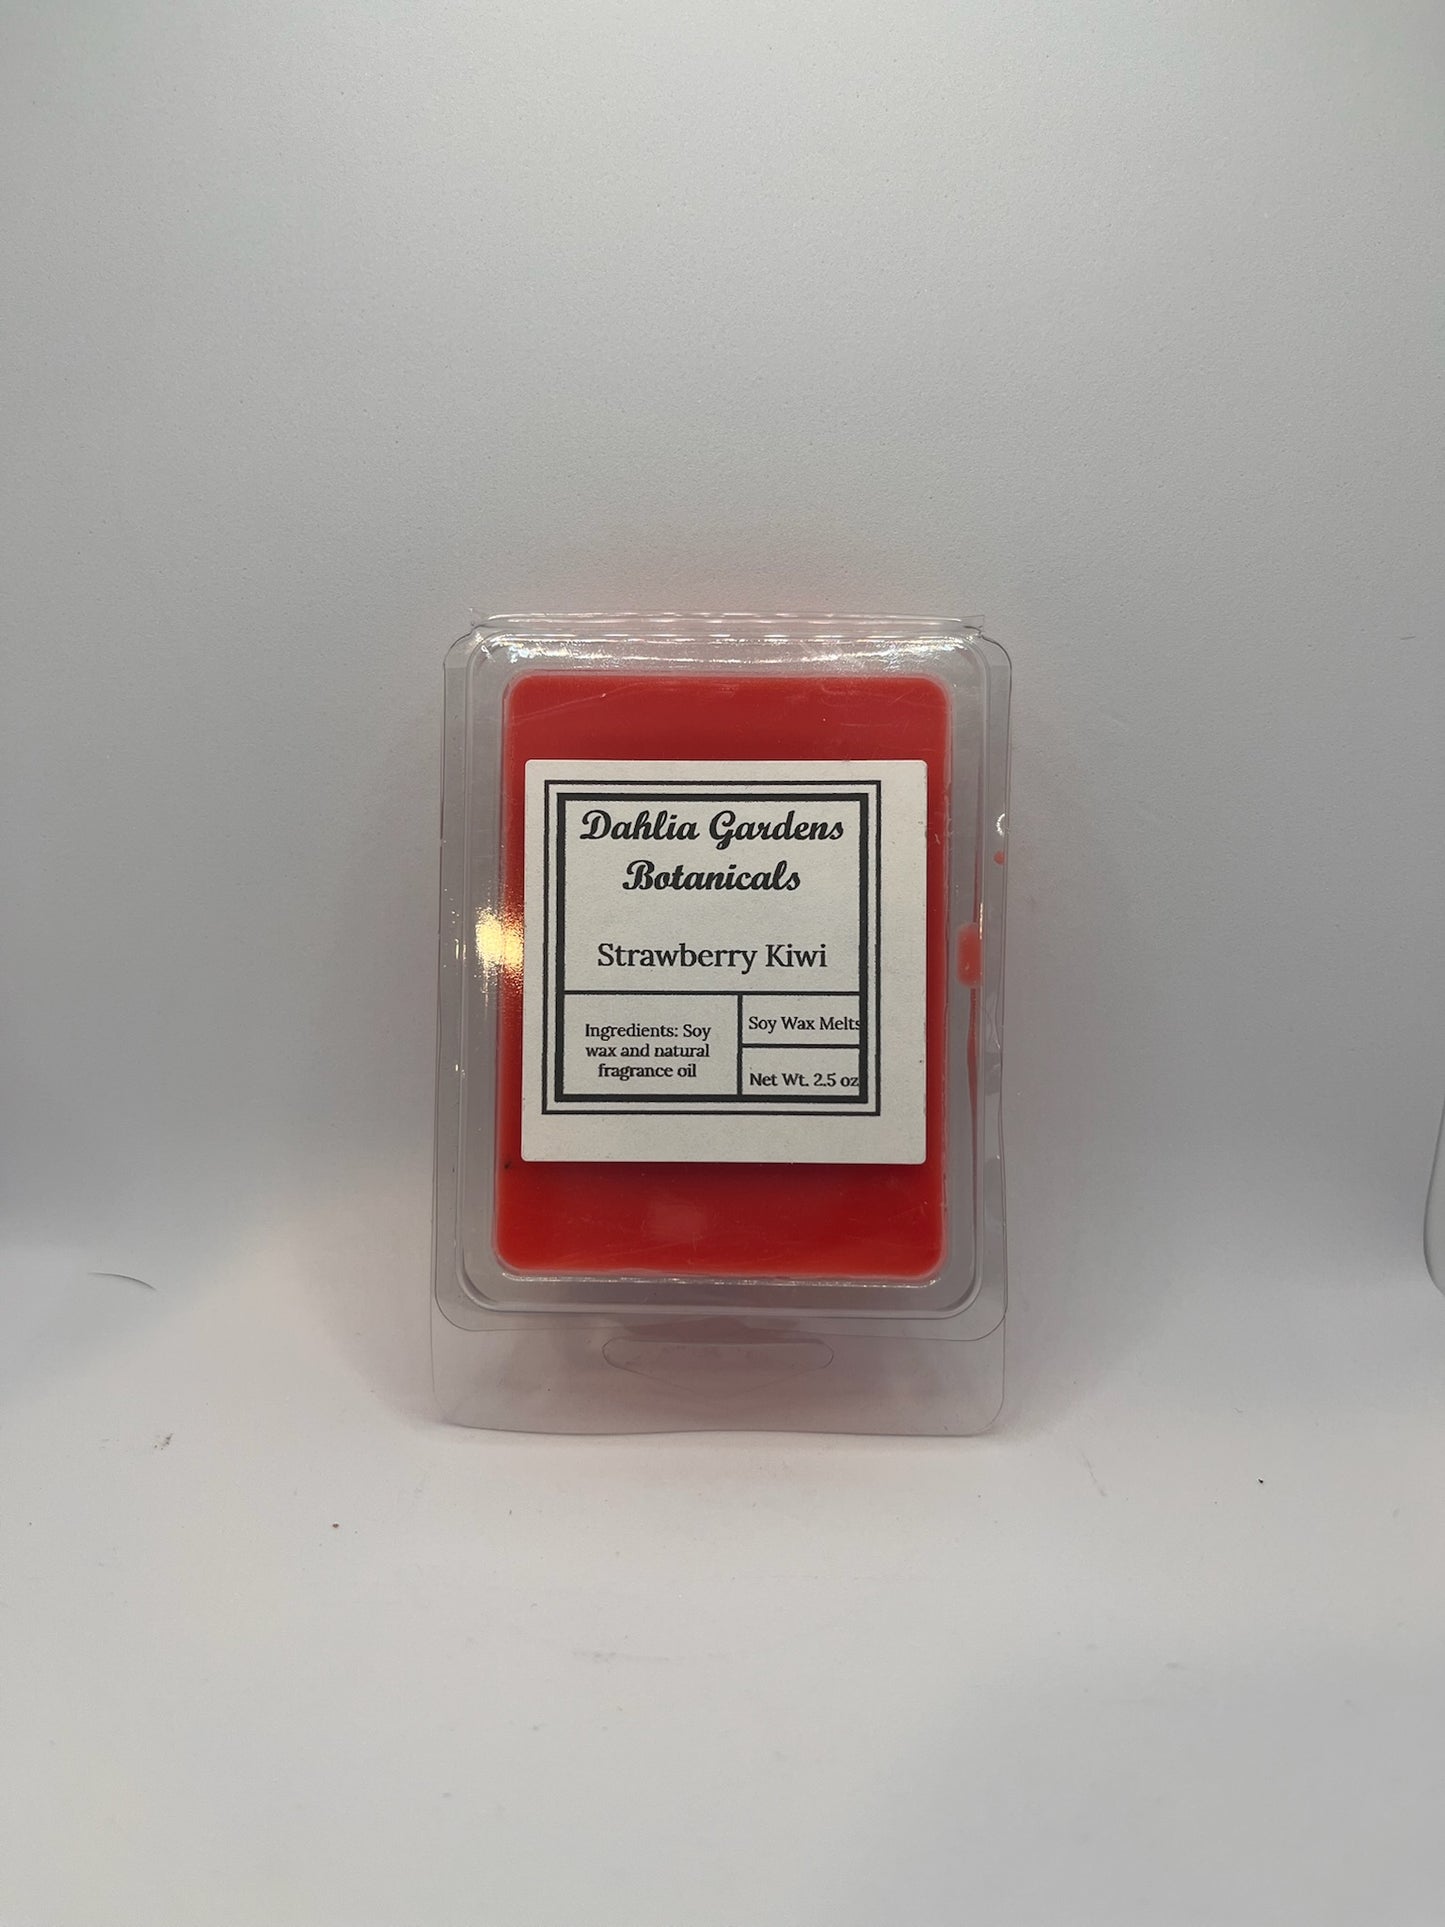 Dahlia Gardens
Botanicals
Strawberry Kiwi
Ingredients: Soy
wax and natural
fragrance oil
Soy Wax Melts
Net Wt. 2.5 oz